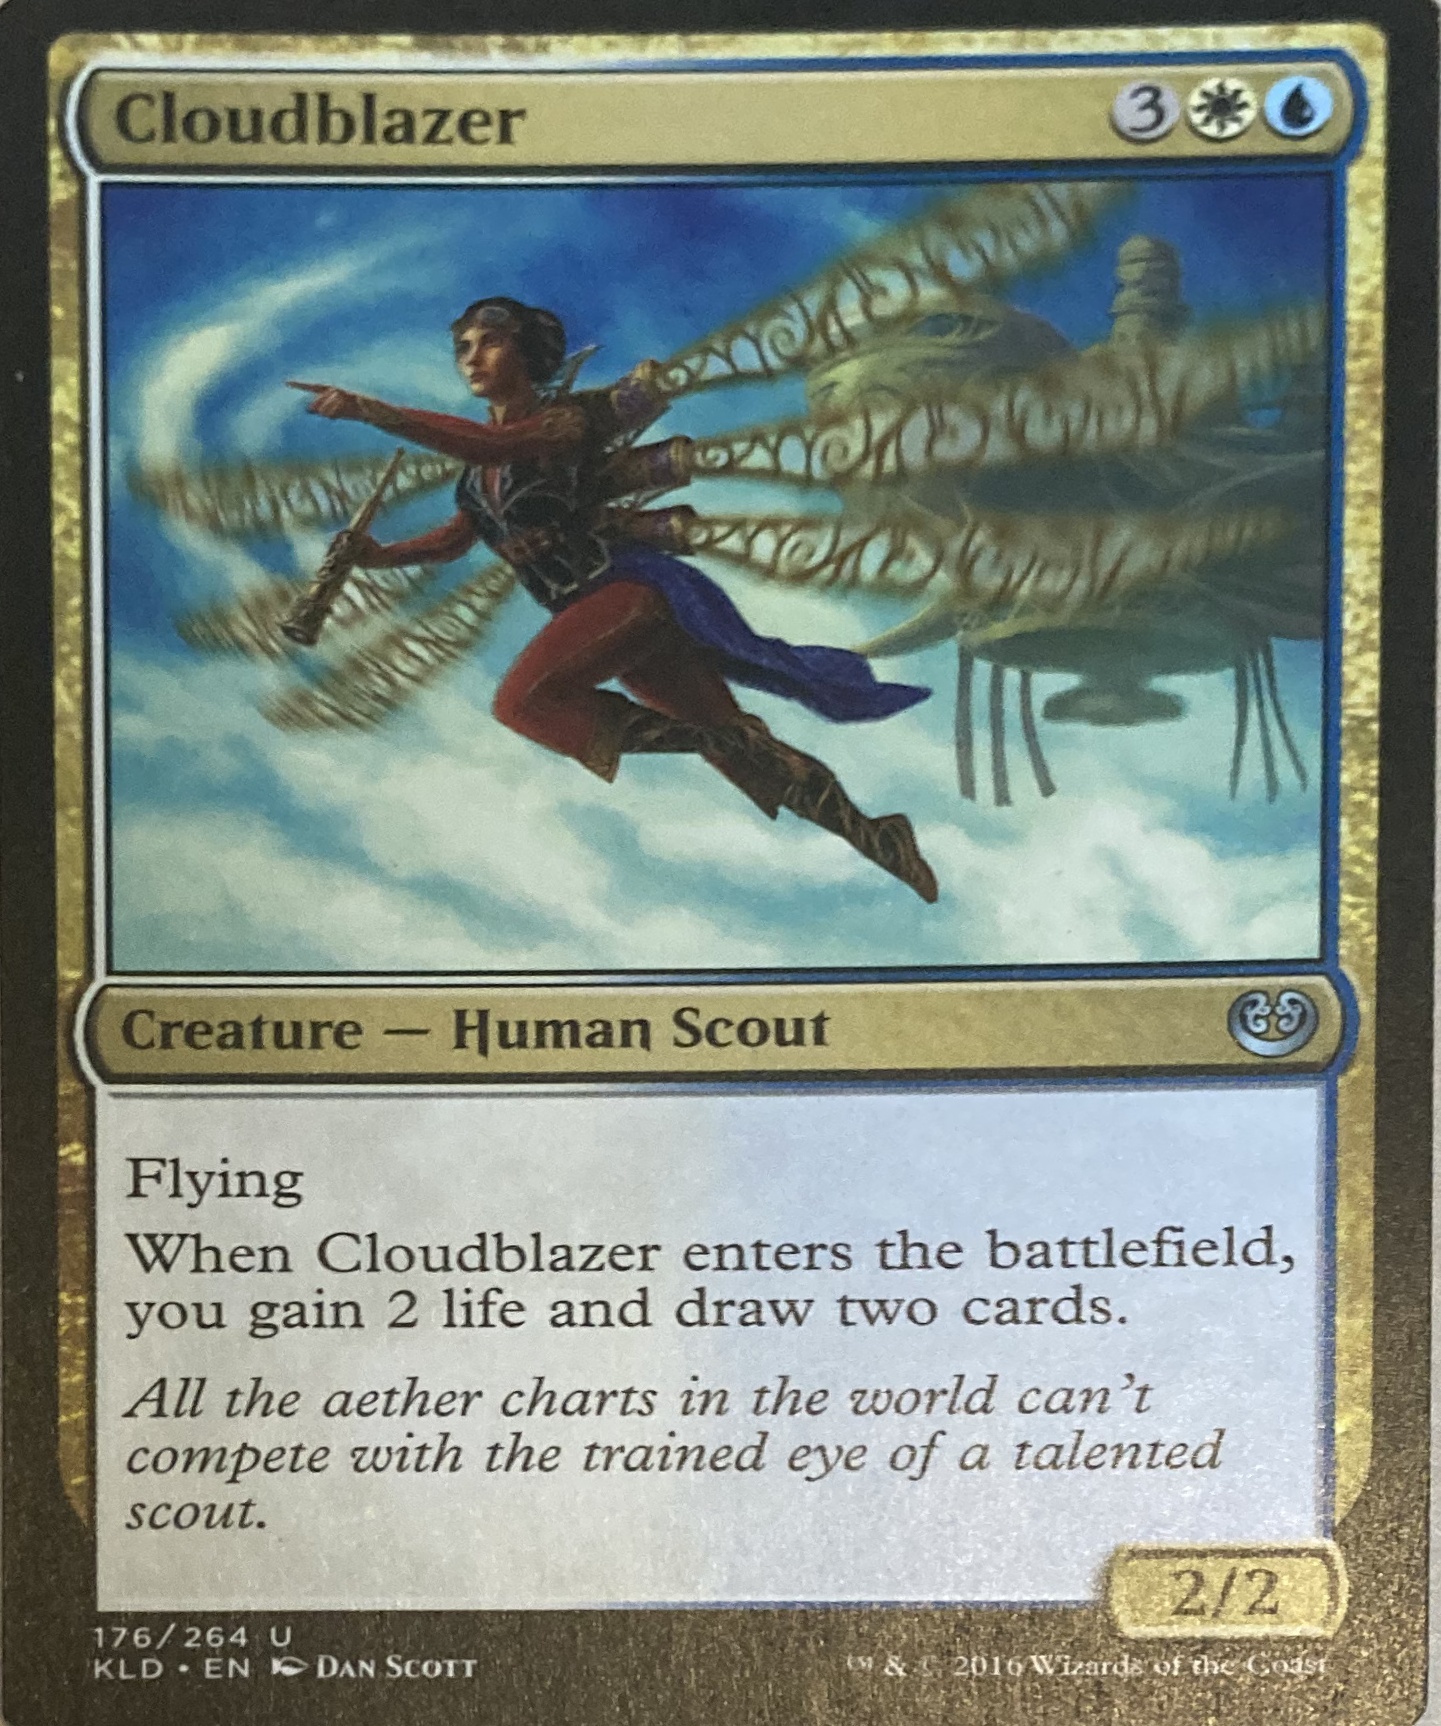 Cloudblazer 3
Creature — Human Scout
Flying
When Cloudblazer enters the battlefield,
you gain 2 life and draw two cards.
All the aether charts in the world can't
compete with the trained eye of a talented
scout.
2/2
176/264 U
KLD • EN Dan Scott
™ & © 2016 Wizards of the Coast